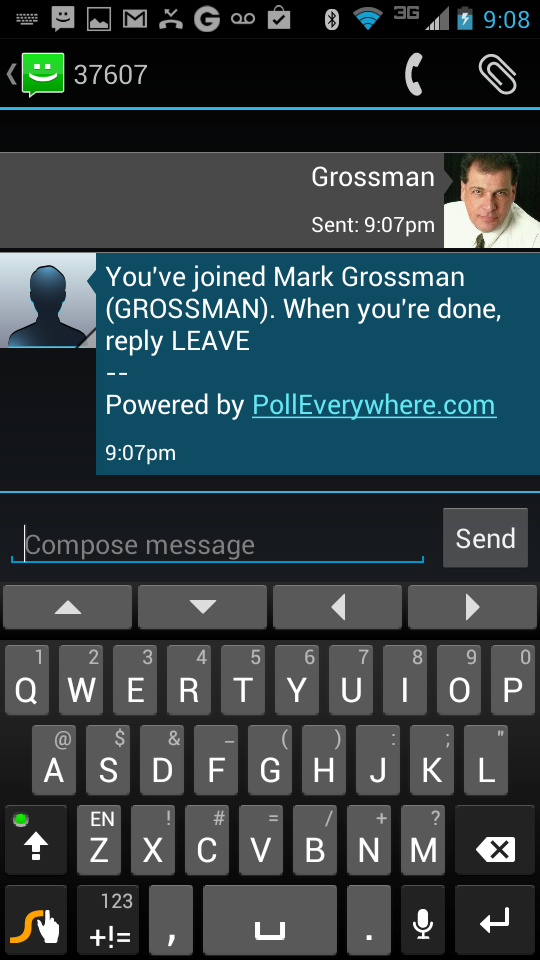 3G 9:08
37607
Grossman
Sent: 9:07pm
You've joined Mark Grossman
(GROSSMAN). When you're done,
reply LEAVE
--
Powered by PollEverywhere.com
9:07pm
Compose message
Send
1 2 3 4 5 6 7 8 9 0
Q W E R T Y U I O P
@ $ & _ ( ) : ; "
A S D F G H J K L
EN ! # = / + ?
Z X C V B N M
123
+!= , .